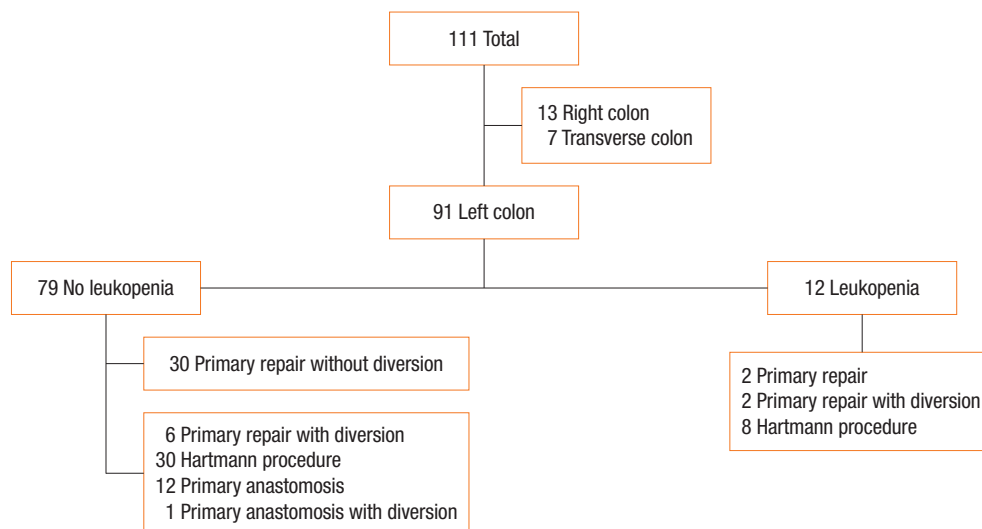 111 Total
13 Right colon
7 Transverse colon
91 Left colon
79 No leukopenia
12 Leukopenia
30 Primary repair without diversion
2 Primary repair
2 Primary repair with diversion
8 Hartmann procedure
6 Primary repair with diversion
30 Hartmann procedure
12 Primary anastomosis
1 Primary anastomosis with diversion